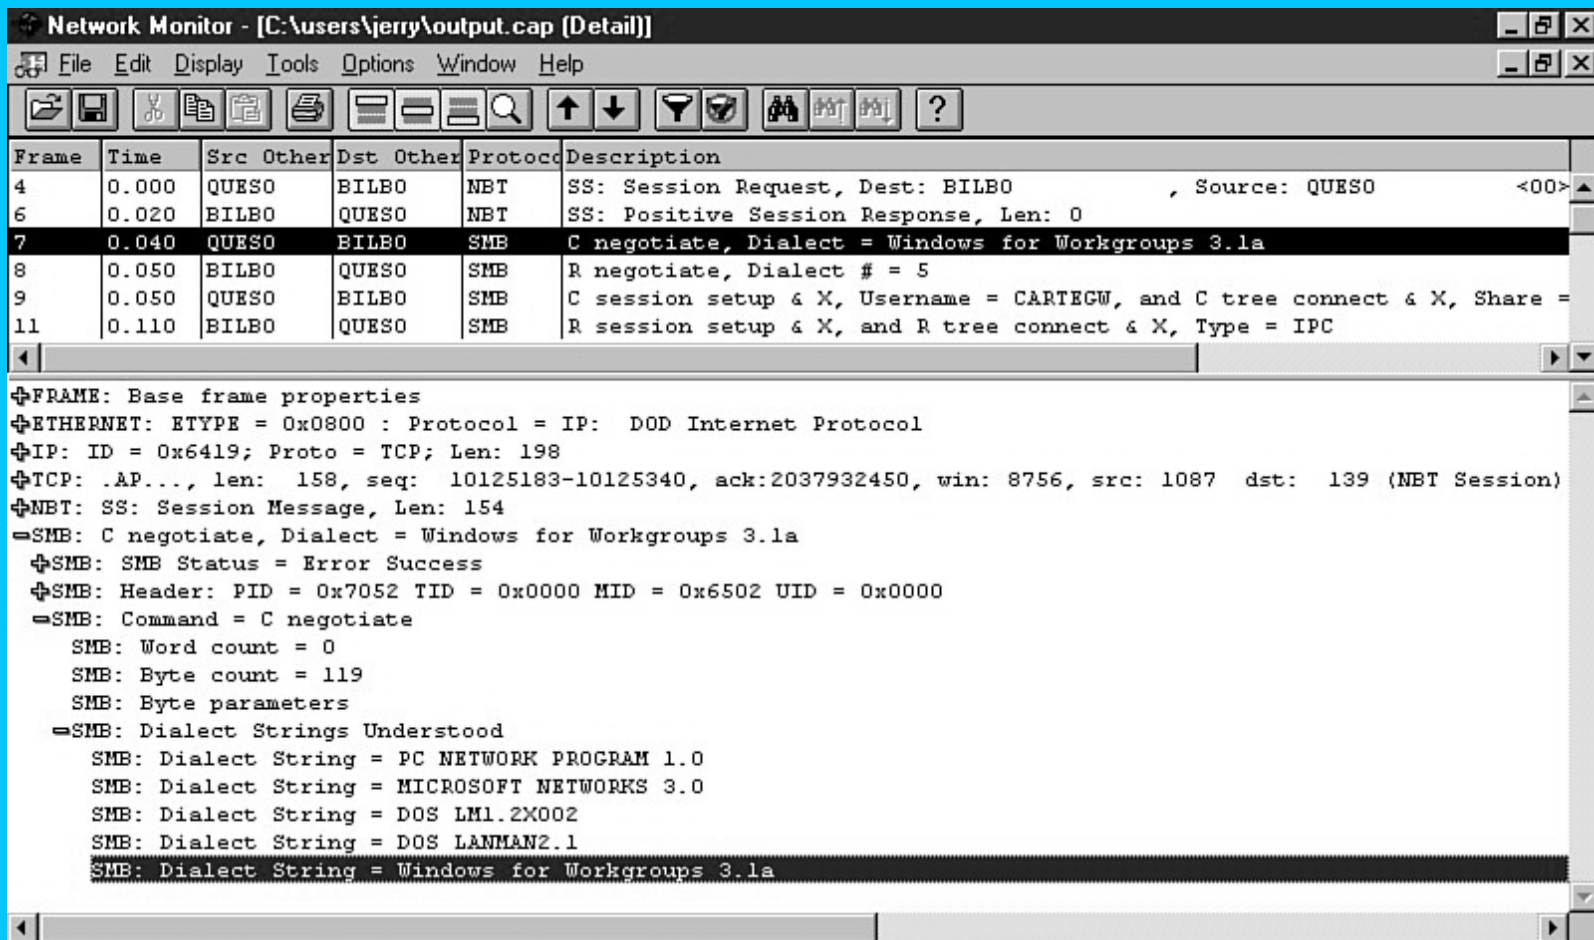 Network Monitor - [C:\users\jerry\output.cap (Detail)]
File Edit Display Tools Options Window Help
?
Frame Time Src Other Dst Other Protoco Description
4 0.000 QUESO BILBO NBT SS: Session Request, Dest: BILBO , Source: QUESO <00>
6 0.020 BILBO QUESO NBT SS: Positive Session Response, Len: 0
7 0.040 QUESO BILBO SMB C negotiate, Dialect = Windows for Workgroups 3.1a
8 0.050 BILBO QUESO SMB R negotiate, Dialect # = 5
9 0.050 QUESO BILBO SMB C session setup & X, Username = CARTEGW, and C tree connect & X, Share =
11 0.110 BILBO QUESO SMB R session setup & X, and R tree connect & X, Type = IPC
FRAME: Base frame properties
ETHERNET: ETYPE = 0x0800 : Protocol = IP: DOD Internet Protocol
IP: ID = 0x6419; Proto = TCP; Len: 198
TCP: .AP..., len: 158, seq: 10125183-10125340, ack:2037932450, win: 8756, src: 1087 dst: 139 (NBT Session)
NBT: SS: Session Message, Len: 154
SMB: C negotiate, Dialect = Windows for Workgroups 3.1a
SMB: SMB Status = Error Success
SMB: Header: PID = 0x7052 TID = 0x0000 MID = 0x6502 UID = 0x0000
SMB: Command = C negotiate
SMB: Word count = 0
SMB: Byte count = 119
SMB: Byte parameters
SMB: Dialect Strings Understood
SMB: Dialect String = PC NETWORK PROGRAM 1.0
SMB: Dialect String = MICROSOFT NETWORKS 3.0
SMB: Dialect String = DOS LM1.2X002
SMB: Dialect String = DOS LANMAN2.1
SMB: Dialect String = Windows for Workgroups 3.1a